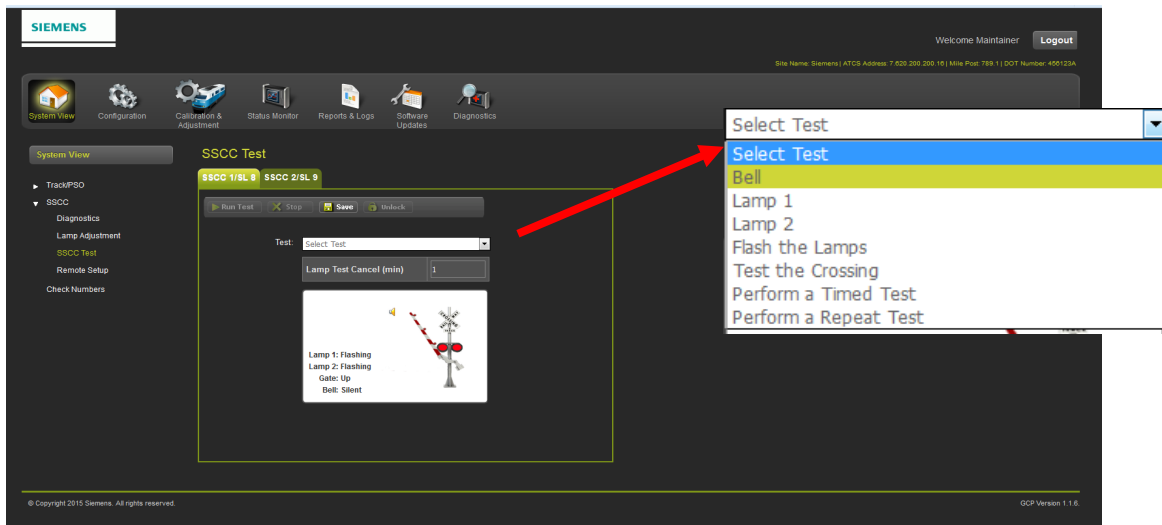 SIEMENS
Welcome Maintainer Logout
Site Name: Siemens| ATCS Address: 7.620.200.200.16 | Mile Post: 789.1 | DOT Number: 456123A
System View
Configuration
Calibration &
Adjustment
Status Monitor
Reports & Logs
Software
Updates
Diagnostics
System View
Track/PSO
SSCC
Diagnostics
Lamp Adjustment
SSCC Test
Remote Setup
Check Numbers
SSCC Test
SSCC 1/SL 8 SSCC 2/SL 9
Run Test Stop Save Unlock
Test: Select Test
Lamp Test Cancel (min) 1
Lamp 1: Flashing
Lamp 2: Flashing
Gate: Up
Bell: Silent
Select Test
Select Test
Bell
Lamp 1
Lamp 2
Flash the Lamps
Test the Crossing
Perform a Timed Test
Perform a Repeat Test
© Copyright 2015 Siemens. All rights reserved.
GCP Version 1.1.6.